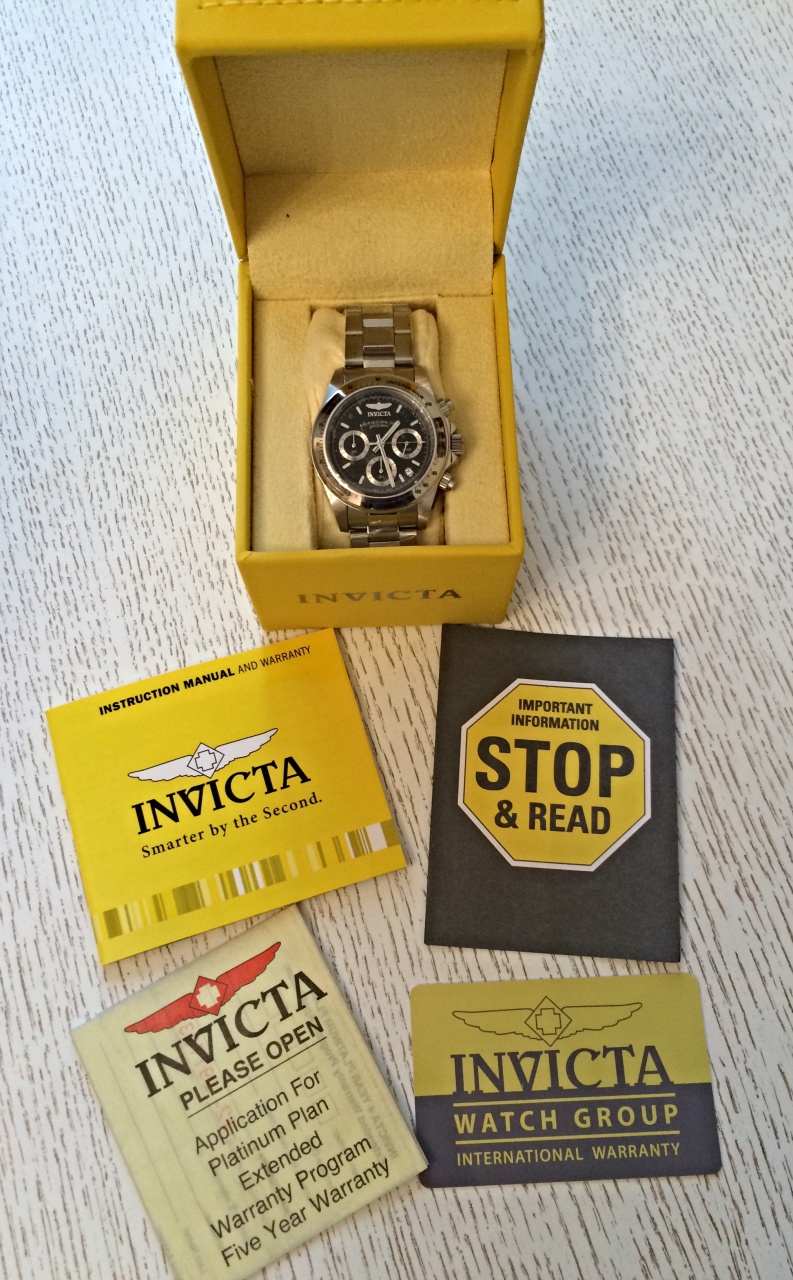 INVICTA
INVICTA
INSTRUCTION MANUAL AND WARRANTY
INVICTA
Smarter by the Second.
IMPORTANT
INFORMATION
STOP
& READ
INVICTA
PLEASE OPEN
Application For
Platinum Plan
Extended
Warranty Program
Five Year Warranty
INVICTA
WATCH GROUP
INTERNATIONAL WARRANTY